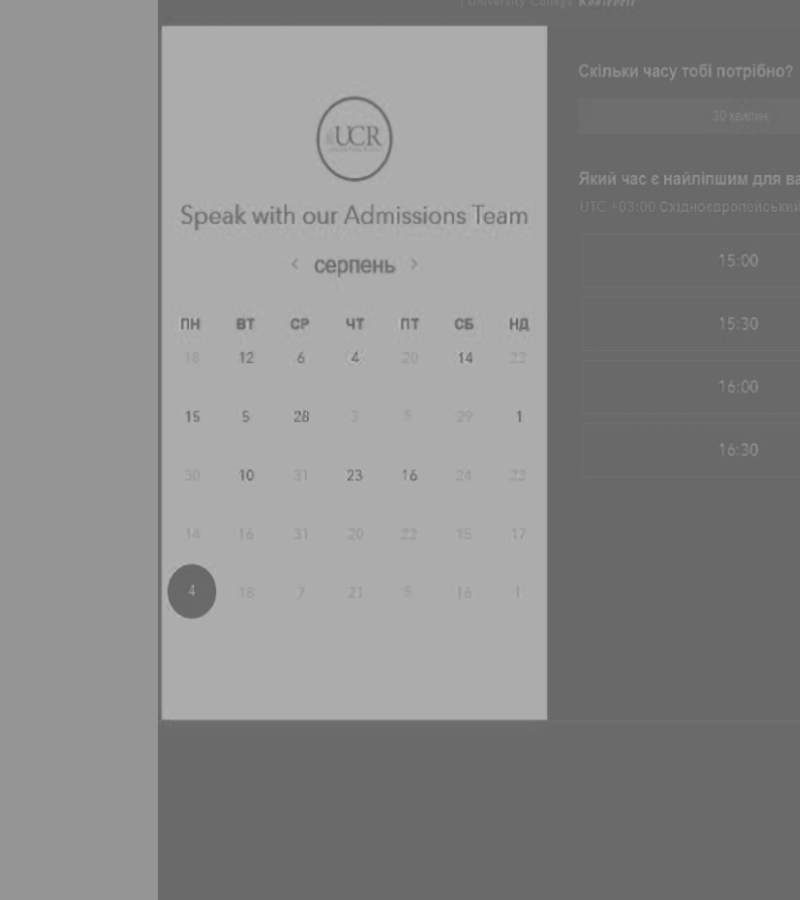 University College Roosevelt
UCR
Speak with our Admissions Team
< серпень >
ПН ВТ СР ЧТ ПТ СБ НД
18 12 6 4 20 14 23
15 5 28 3 5 29 1
30 10 31 23 16 24 22
14 16 31 20 23 15 17
4 18 7 21 5 16 1
Скільки часу тобі потрібно?
30 хвилин
Який час є найліпшим для
UTC +03:00 Східноєвропейський
15:00
15:30
16:00
16:30